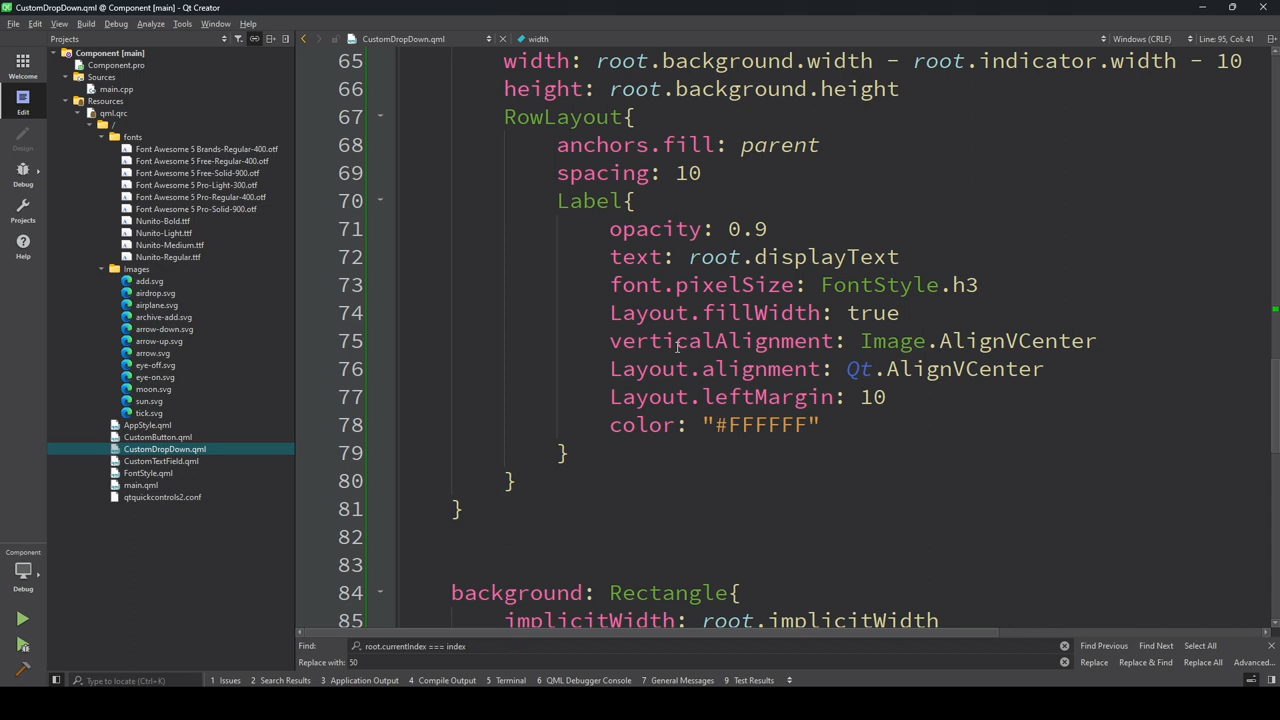 CustomDropDown.qml @ Component [main] - Qt Creator
File Edit View Build Debug Analyze Tools Window Help
Projects
CustomDropDown.qml
width
Windows (CRLF)
Line: 95, Col: 41
Welcome
Edit
Design
Debug
Projects
Help
Component
Debug
Component [main]
Component.pro
Sources
main.cpp
Resources
qml.qrc
/
fonts
Font Awesome 5 Brands-Regular-400.otf
Font Awesome 5 Free-Regular-400.otf
Font Awesome 5 Free-Solid-900.otf
Font Awesome 5 Pro-Light-300.otf
Font Awesome 5 Pro-Regular-400.otf
Font Awesome 5 Pro-Solid-900.otf
Nunito-Bold.ttf
Nunito-Light.ttf
Nunito-Medium.ttf
Nunito-Regular.ttf
Images
add.svg
airdrop.svg
airplane.svg
archive-add.svg
arrow-down.svg
arrow-up.svg
arrow.svg
eye-off.svg
eye-on.svg
moon.svg
sun.svg
tick.svg
AppStyle.qml
CustomButton.qml
CustomDropDown.qml
CustomTextField.qml
FontStyle.qml
main.qml
qtquickcontrols2.conf
65 width: root.background.width - root.indicator.width - 10
66 height: root.background.height
67 RowLayout{
68 anchors.fill: parent
69 spacing: 10
70 Label{
71 opacity: 0.9
72 text: root.displayText
73 font.pixelSize: FontStyle.h3
74 Layout.fillWidth: true
75 verticalAlignment: Image.AlignVCenter
76 Layout.alignment: Qt.AlignVCenter
77 Layout.leftMargin: 10
78 color: "#FFFFFF"
79 }
80 }
81 }
82
83
84 background: Rectangle{
85 implicitWidth: root.implicitWidth
Find: root.currentIndex === index Find Previous Find Next Select All
Replace with: 50 Replace Replace & Find Replace All Advanced...
Type to locate (Ctrl+K) 1 Issues 2 Search Results 3 Application Output 4 Compile Output 5 Terminal 6 QML Debugger Console 7 General Messages 9 Test Results